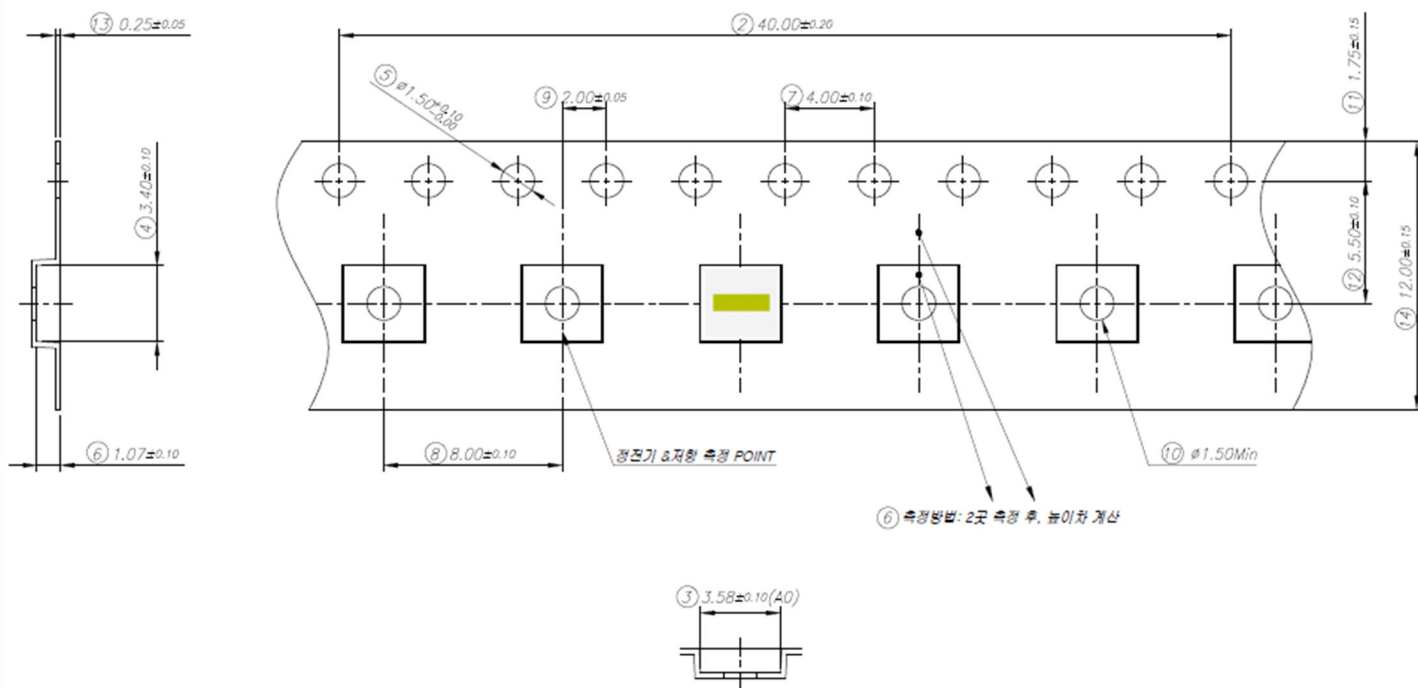 ⑬ 0.25±0.05
② 40.00±0.20
⑪ 1.75±0.15
⑤ ø1.50+0.10 -0.00
⑨ 2.00±0.05
⑦ 4.00±0.10
④ 3.40±0.10
⑫ 5.50±0.10
⑭ 12.00±0.15
⑥ 1.07±0.10
⑧ 8.00±0.10
정전기 &저항 측정 POINT
⑩ ø1.50Min
⑥ 측정방법: 2곳 측정 후, 높이차 계산
③ 3.58±0.10(A0)